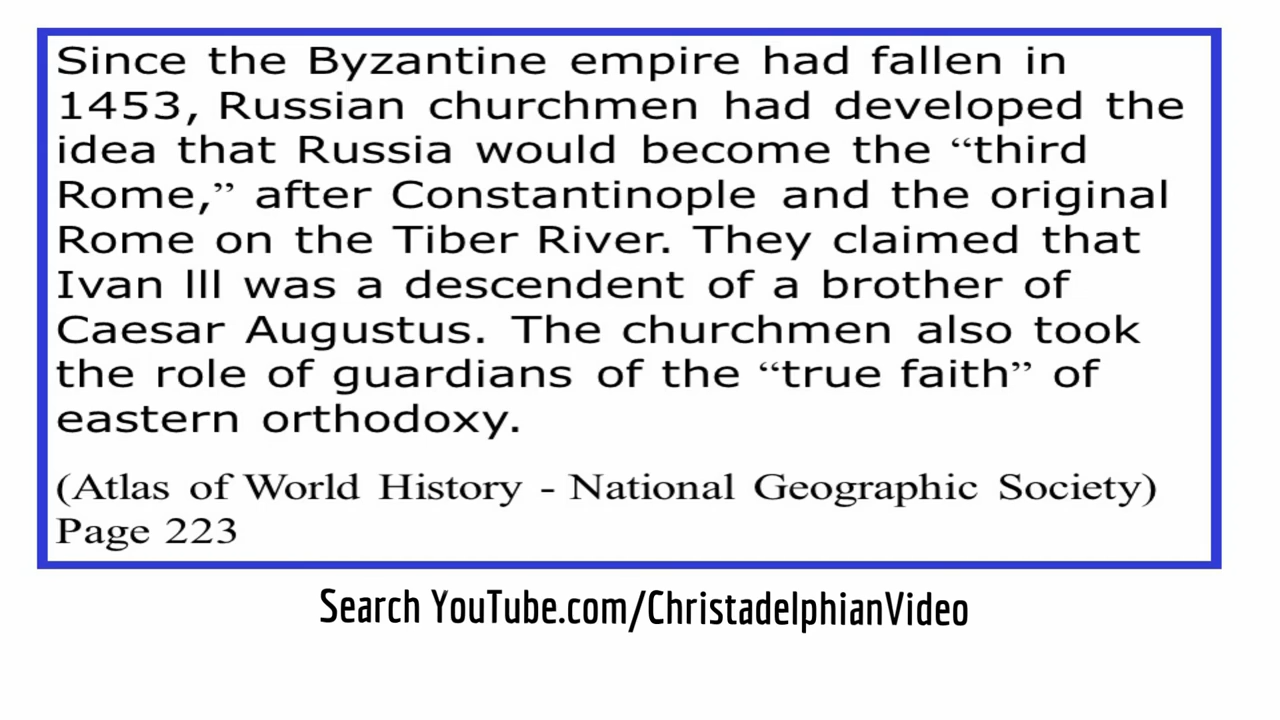 Since the Byzantine empire had fallen in
1453, Russian churchmen had developed the
idea that Russia would become the “third
Rome,” after Constantinople and the original
Rome on the Tiber River. They claimed that
Ivan lll was a descendent of a brother of
Caesar Augustus. The churchmen also took
the role of guardians of the “true faith” of
eastern orthodoxy.
(Atlas of World History - National Geographic Society)
Page 223
Search YouTube.com/ChristadelphianVideo